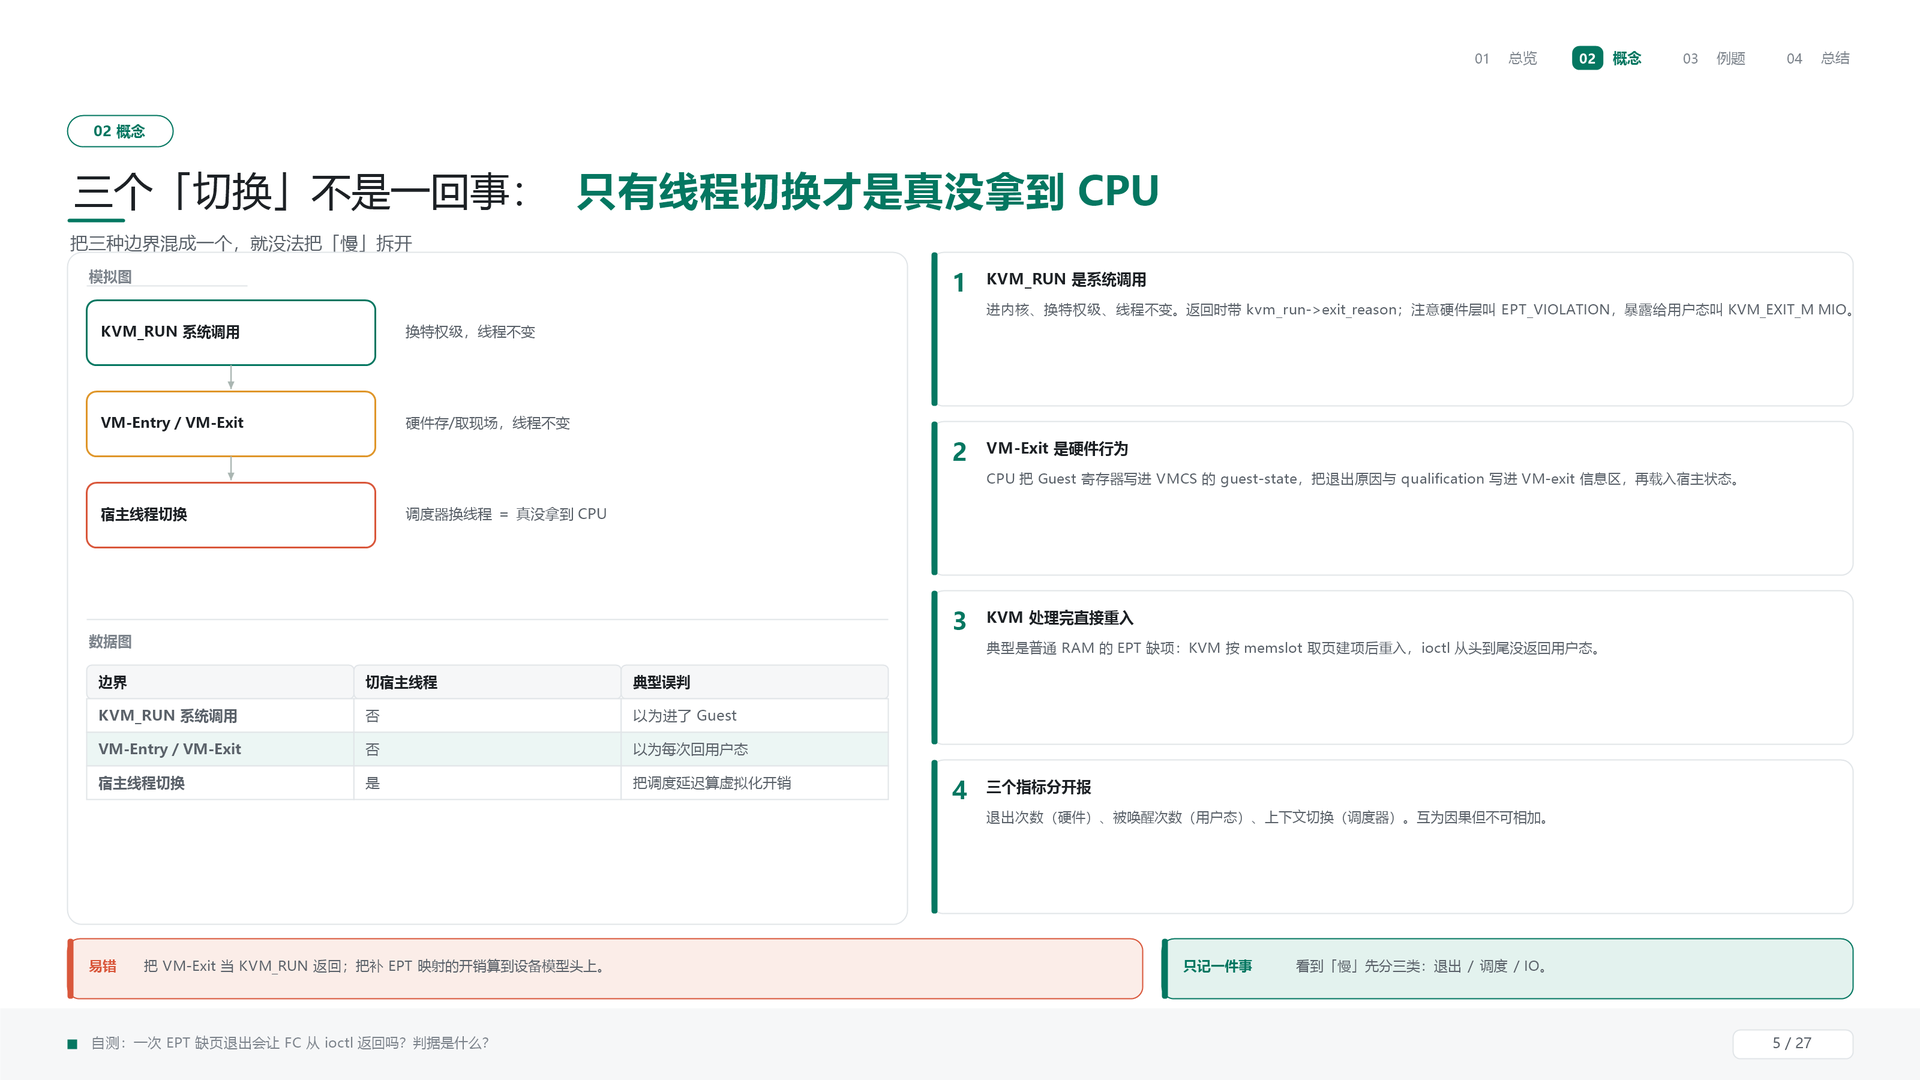 01 总览 02 概念 03 例题 04 总结
02 概念
三个「切换」不是一回事： 只有线程切换才是真没拿到 CPU
把三种边界混成一个，就没法把「慢」拆开
模拟图
KVM_RUN 系统调用 换特权级，线程不变
VM-Entry / VM-Exit 硬件存/取现场，线程不变
宿主线程切换 调度器换线程 = 真没拿到 CPU
数据图
边界 切宿主线程 典型误判
KVM_RUN 系统调用 否 以为进了 Guest
VM-Entry / VM-Exit 否 以为每次回用户态
宿主线程切换 是 把调度延迟算虚拟化开销
1 KVM_RUN 是系统调用
进内核、换特权级、线程不变。返回时带 kvm_run->exit_reason；注意硬件层叫 EPT_VIOLATION，暴露给用户态叫 KVM_EXIT_M MIO。
2 VM-Exit 是硬件行为
CPU 把 Guest 寄存器写进 VMCS 的 guest-state，把退出原因与 qualification 写进 VM-exit 信息区，再载入宿主状态。
3 KVM 处理完直接重入
典型是普通 RAM 的 EPT 缺项：KVM 按 memslot 取页建项后重入，ioctl 从头到尾没返回用户态。
4 三个指标分开报
退出次数（硬件）、被唤醒次数（用户态）、上下文切换（调度器）。互为因果但不可相加。
易错 把 VM-Exit 当 KVM_RUN 返回；把补 EPT 映射的开销算到设备模型头上。
只记一件事 看到「慢」先分三类：退出 / 调度 / IO。
自测：一次 EPT 缺页退出会让 FC 从 ioctl 返回吗？判据是什么？
5 / 27